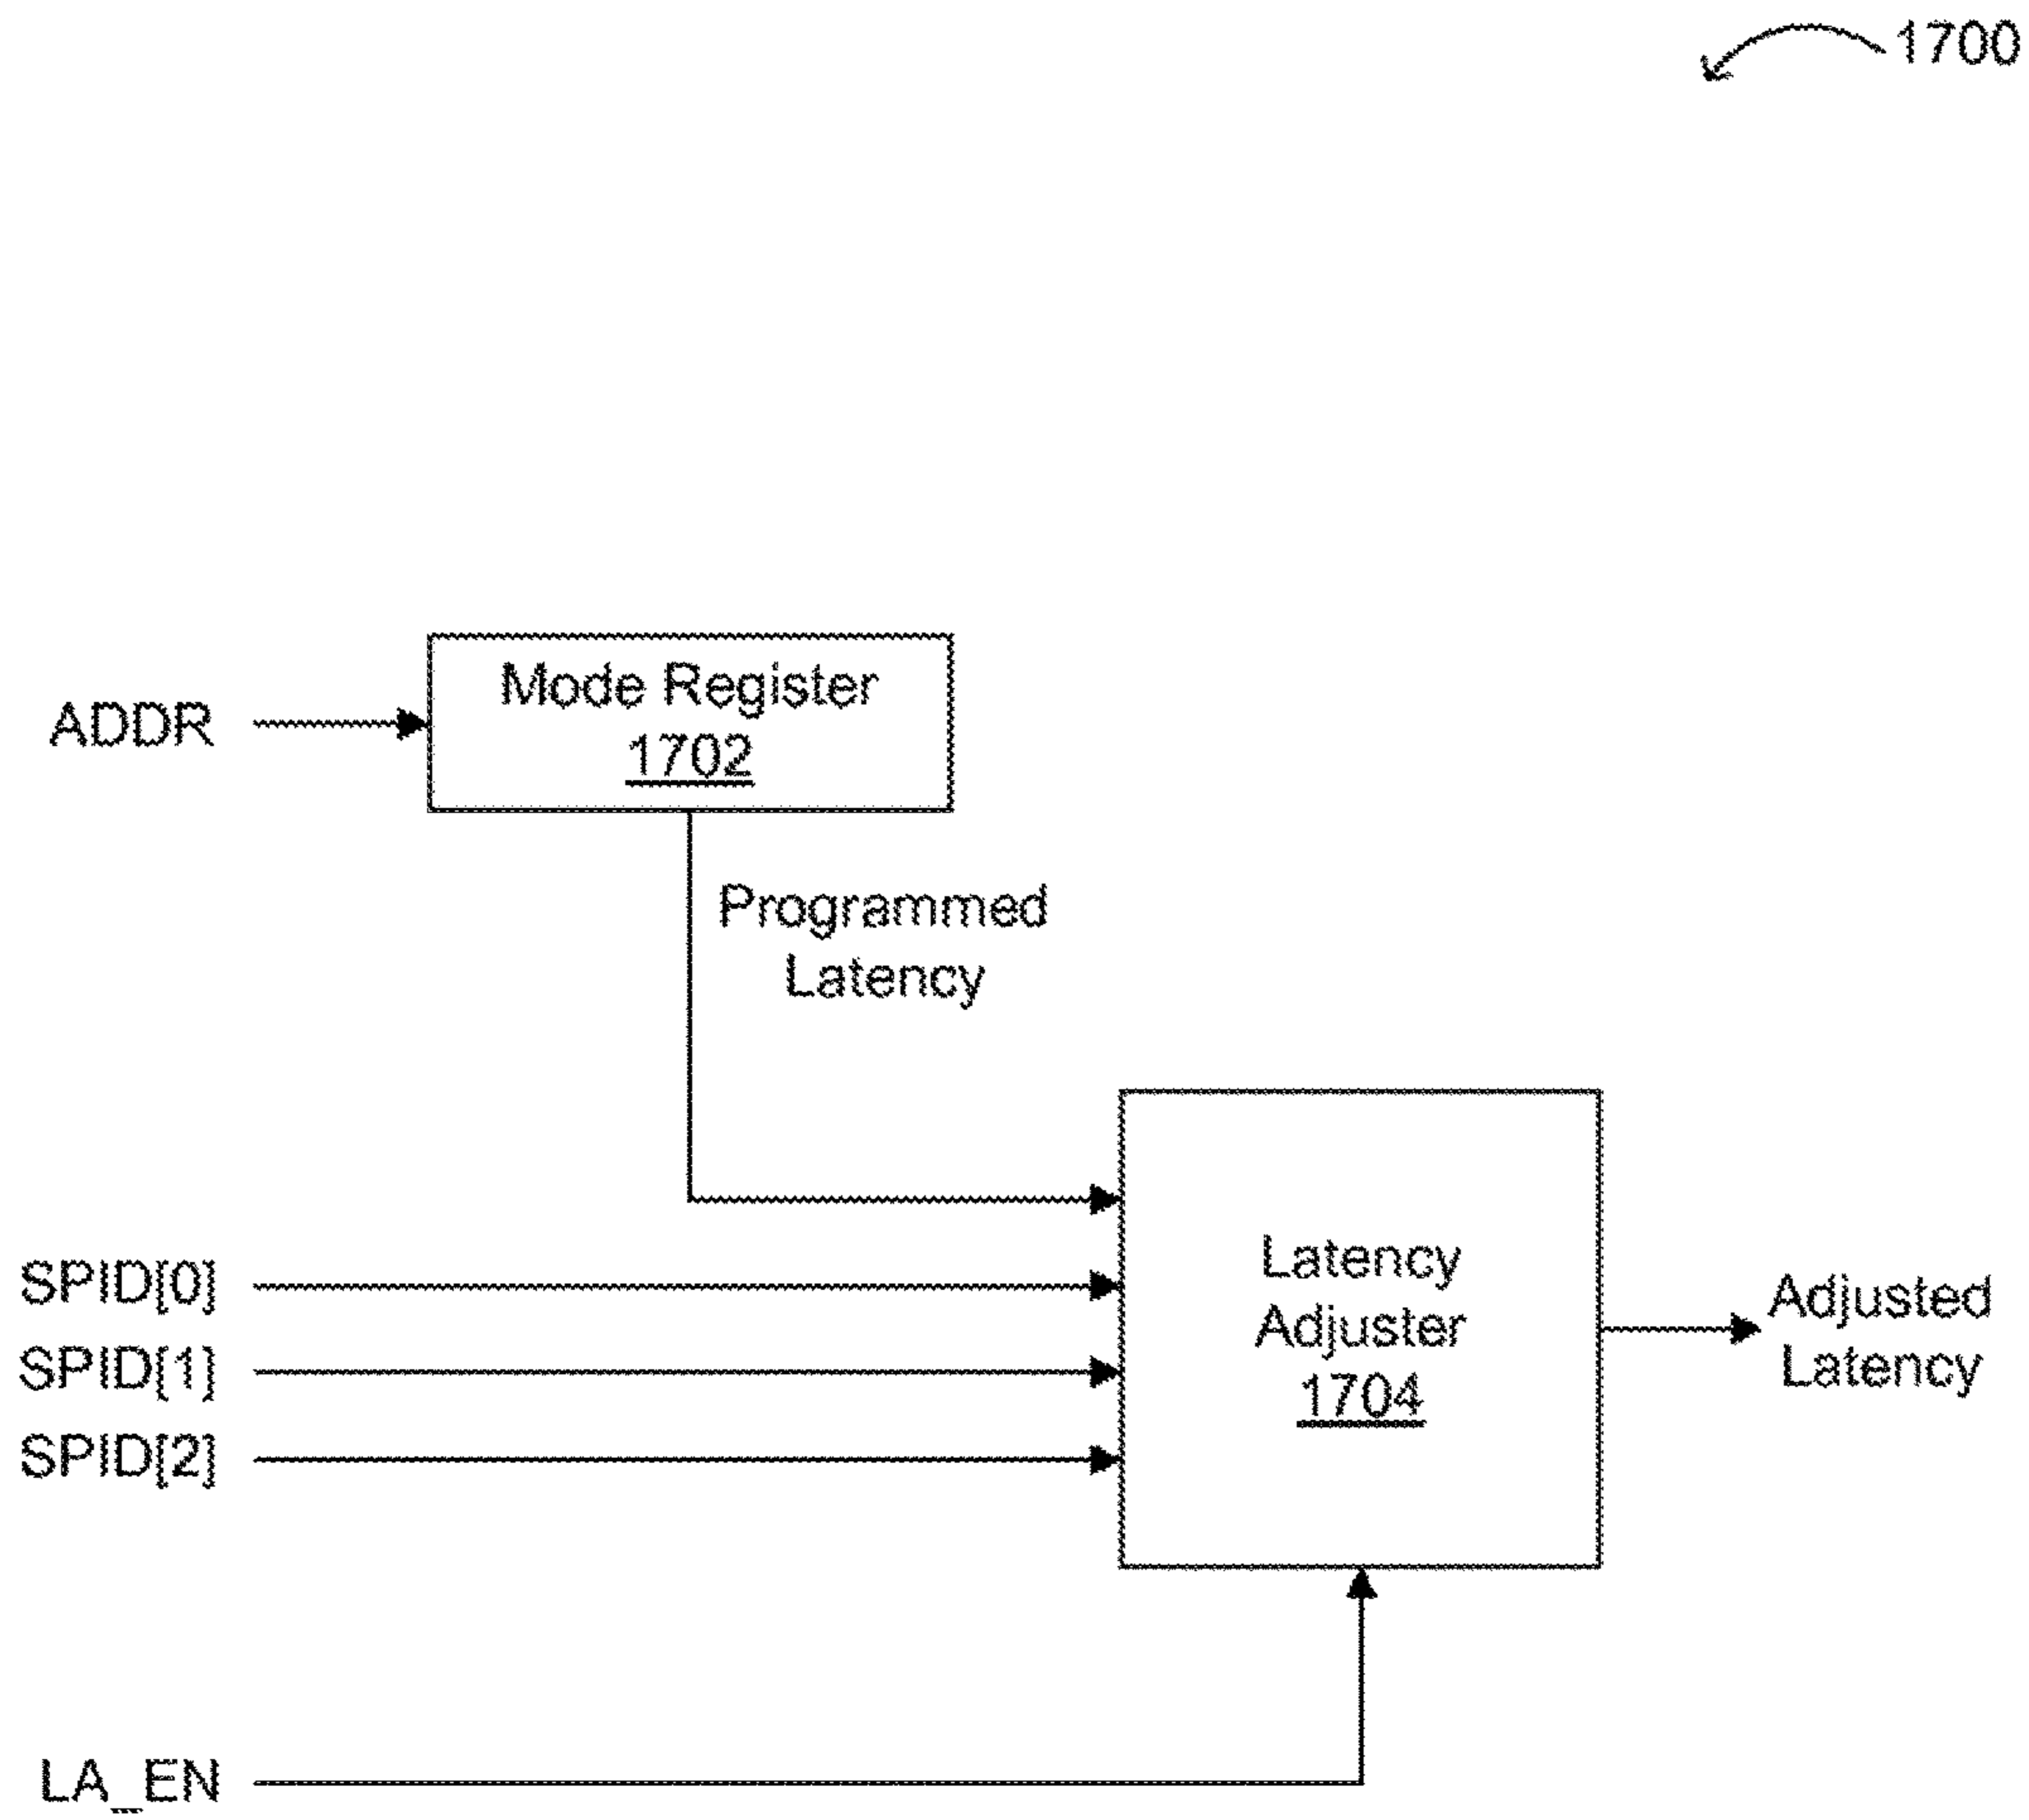 1700
ADDR
Mode Register
1702
Programmed
Latency
SPID[0]
SPID[1]
SPID[2]
Latency
Adjuster
1704
Adjusted
Latency
LA_EN